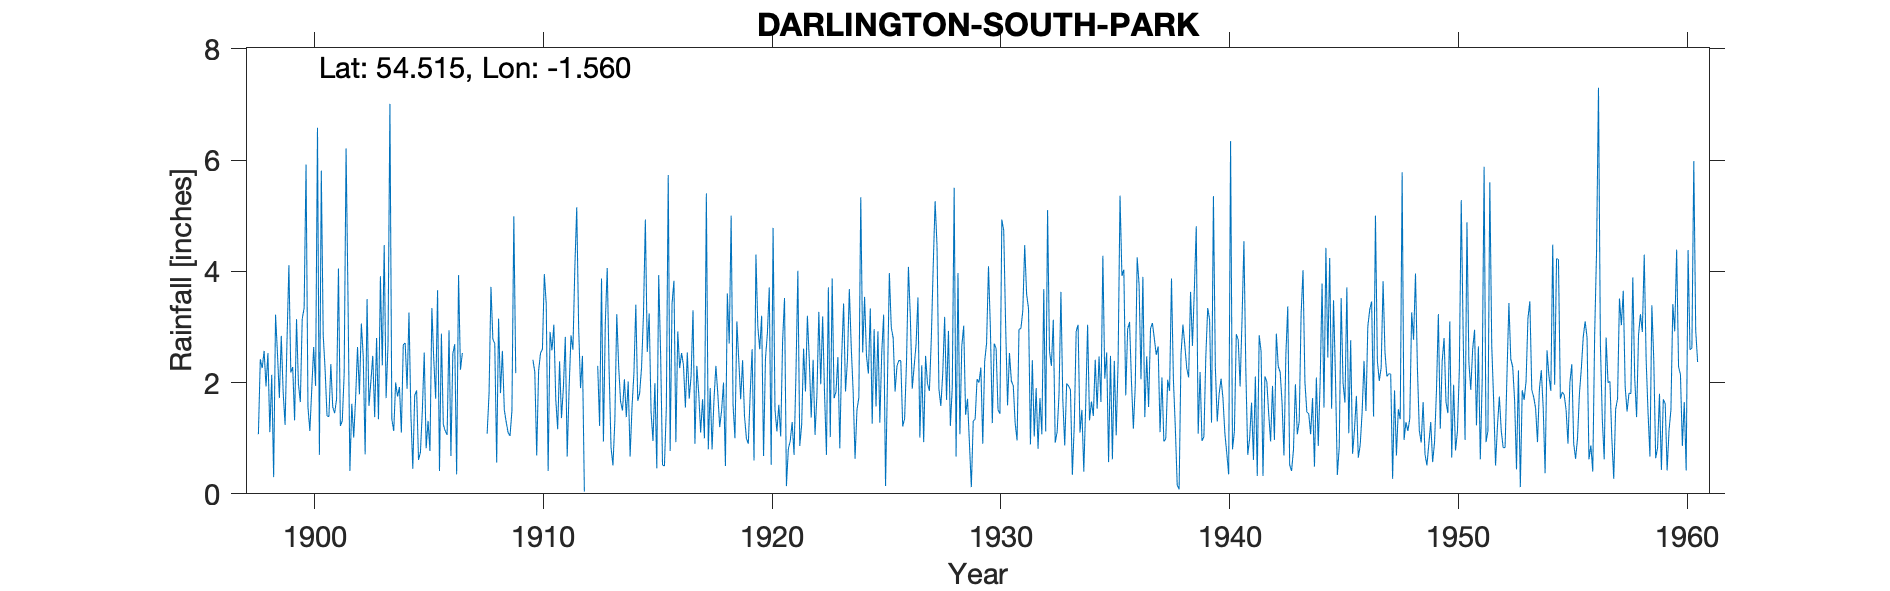 DARLINGTON-SOUTH-PARK
Lat: 54.515, Lon: -1.560
8
6
4
2
0
Rainfall [inches]
1900 1910 1920 1930 1940 1950 1960
Year